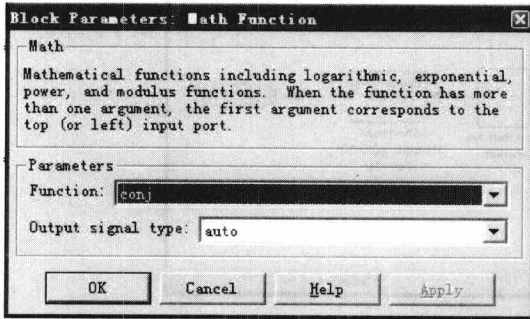 Block Parameters: Math Function
Math
Mathematical functions including logarithmic, exponential,
power, and modulus functions. When the function has more
than one argument, the first argument corresponds to the
top (or left) input port.
Parameters
Function: conj
Output signal type: auto
OK Cancel Help Apply